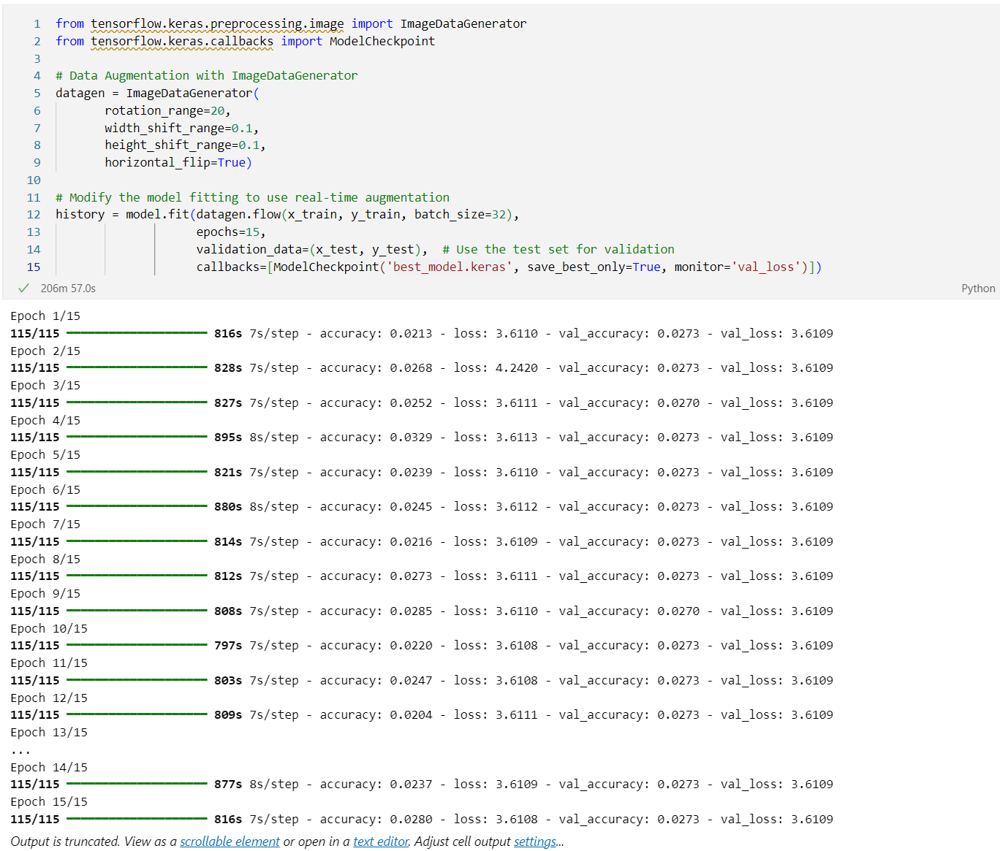 1 from tensorflow.keras.preprocessing.image import ImageDataGenerator
2 from tensorflow.keras.callbacks import ModelCheckpoint
3
4 # Data Augmentation with ImageDataGenerator
5 datagen = ImageDataGenerator(
6 rotation_range=20,
7 width_shift_range=0.1,
8 height_shift_range=0.1,
9 horizontal_flip=True)
10
11 # Modify the model fitting to use real-time augmentation
12 history = model.fit(datagen.flow(x_train, y_train, batch_size=32),
13 epochs=15,
14 validation_data=(x_test, y_test),  # Use the test set for validation
15 callbacks=[ModelCheckpoint('best_model.keras', save_best_only=True, monitor='val_loss')])
✓ 206m 57.0s Python
Epoch 1/15
115/115 816s 7s/step - accuracy: 0.0213 - loss: 3.6110 - val_accuracy: 0.0273 - val_loss: 3.6109
Epoch 2/15
115/115 828s 7s/step - accuracy: 0.0268 - loss: 4.2420 - val_accuracy: 0.0273 - val_loss: 3.6109
Epoch 3/15
115/115 827s 7s/step - accuracy: 0.0252 - loss: 3.6111 - val_accuracy: 0.0270 - val_loss: 3.6109
Epoch 4/15
115/115 895s 8s/step - accuracy: 0.0329 - loss: 3.6113 - val_accuracy: 0.0273 - val_loss: 3.6109
Epoch 5/15
115/115 821s 7s/step - accuracy: 0.0239 - loss: 3.6110 - val_accuracy: 0.0273 - val_loss: 3.6109
Epoch 6/15
115/115 880s 8s/step - accuracy: 0.0245 - loss: 3.6112 - val_accuracy: 0.0273 - val_loss: 3.6109
Epoch 7/15
115/115 814s 7s/step - accuracy: 0.0216 - loss: 3.6109 - val_accuracy: 0.0273 - val_loss: 3.6109
Epoch 8/15
115/115 812s 7s/step - accuracy: 0.0273 - loss: 3.6111 - val_accuracy: 0.0273 - val_loss: 3.6109
Epoch 9/15
115/115 808s 7s/step - accuracy: 0.0285 - loss: 3.6110 - val_accuracy: 0.0270 - val_loss: 3.6109
Epoch 10/15
115/115 797s 7s/step - accuracy: 0.0220 - loss: 3.6108 - val_accuracy: 0.0273 - val_loss: 3.6109
Epoch 11/15
115/115 803s 7s/step - accuracy: 0.0247 - loss: 3.6108 - val_accuracy: 0.0273 - val_loss: 3.6109
Epoch 12/15
115/115 809s 7s/step - accuracy: 0.0204 - loss: 3.6111 - val_accuracy: 0.0273 - val_loss: 3.6109
Epoch 13/15
...
Epoch 14/15
115/115 877s 8s/step - accuracy: 0.0237 - loss: 3.6109 - val_accuracy: 0.0273 - val_loss: 3.6109
Epoch 15/15
115/115 816s 7s/step - accuracy: 0.0280 - loss: 3.6108 - val_accuracy: 0.0273 - val_loss: 3.6109
Output is truncated. View as a scrollable element or open in a text editor. Adjust cell output settings...